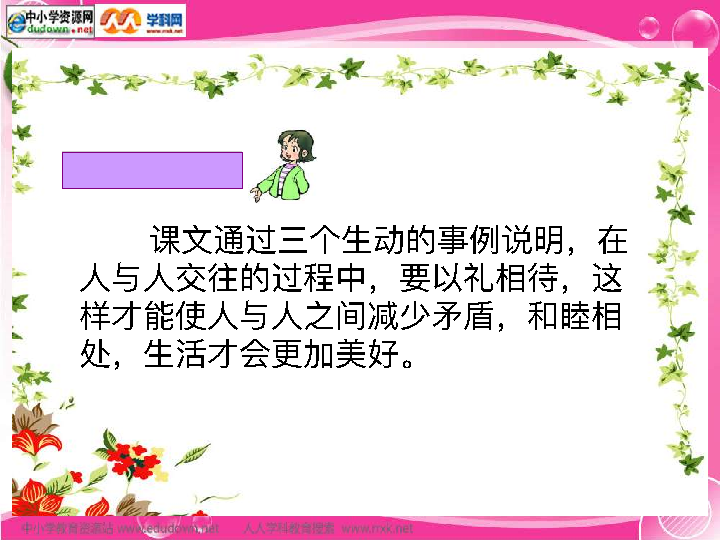 中小学资源网
edudown.net
学科网
www.nxk.net
课文通过三个生动的事例说明，在
人与人交往的过程中，要以礼相待，这
样才能使人与人之间减少矛盾，和睦相
处，生活才会更加美好。
中小学教育资源站 www.edudown.net 人人学科教育搜索 www.nxk.net